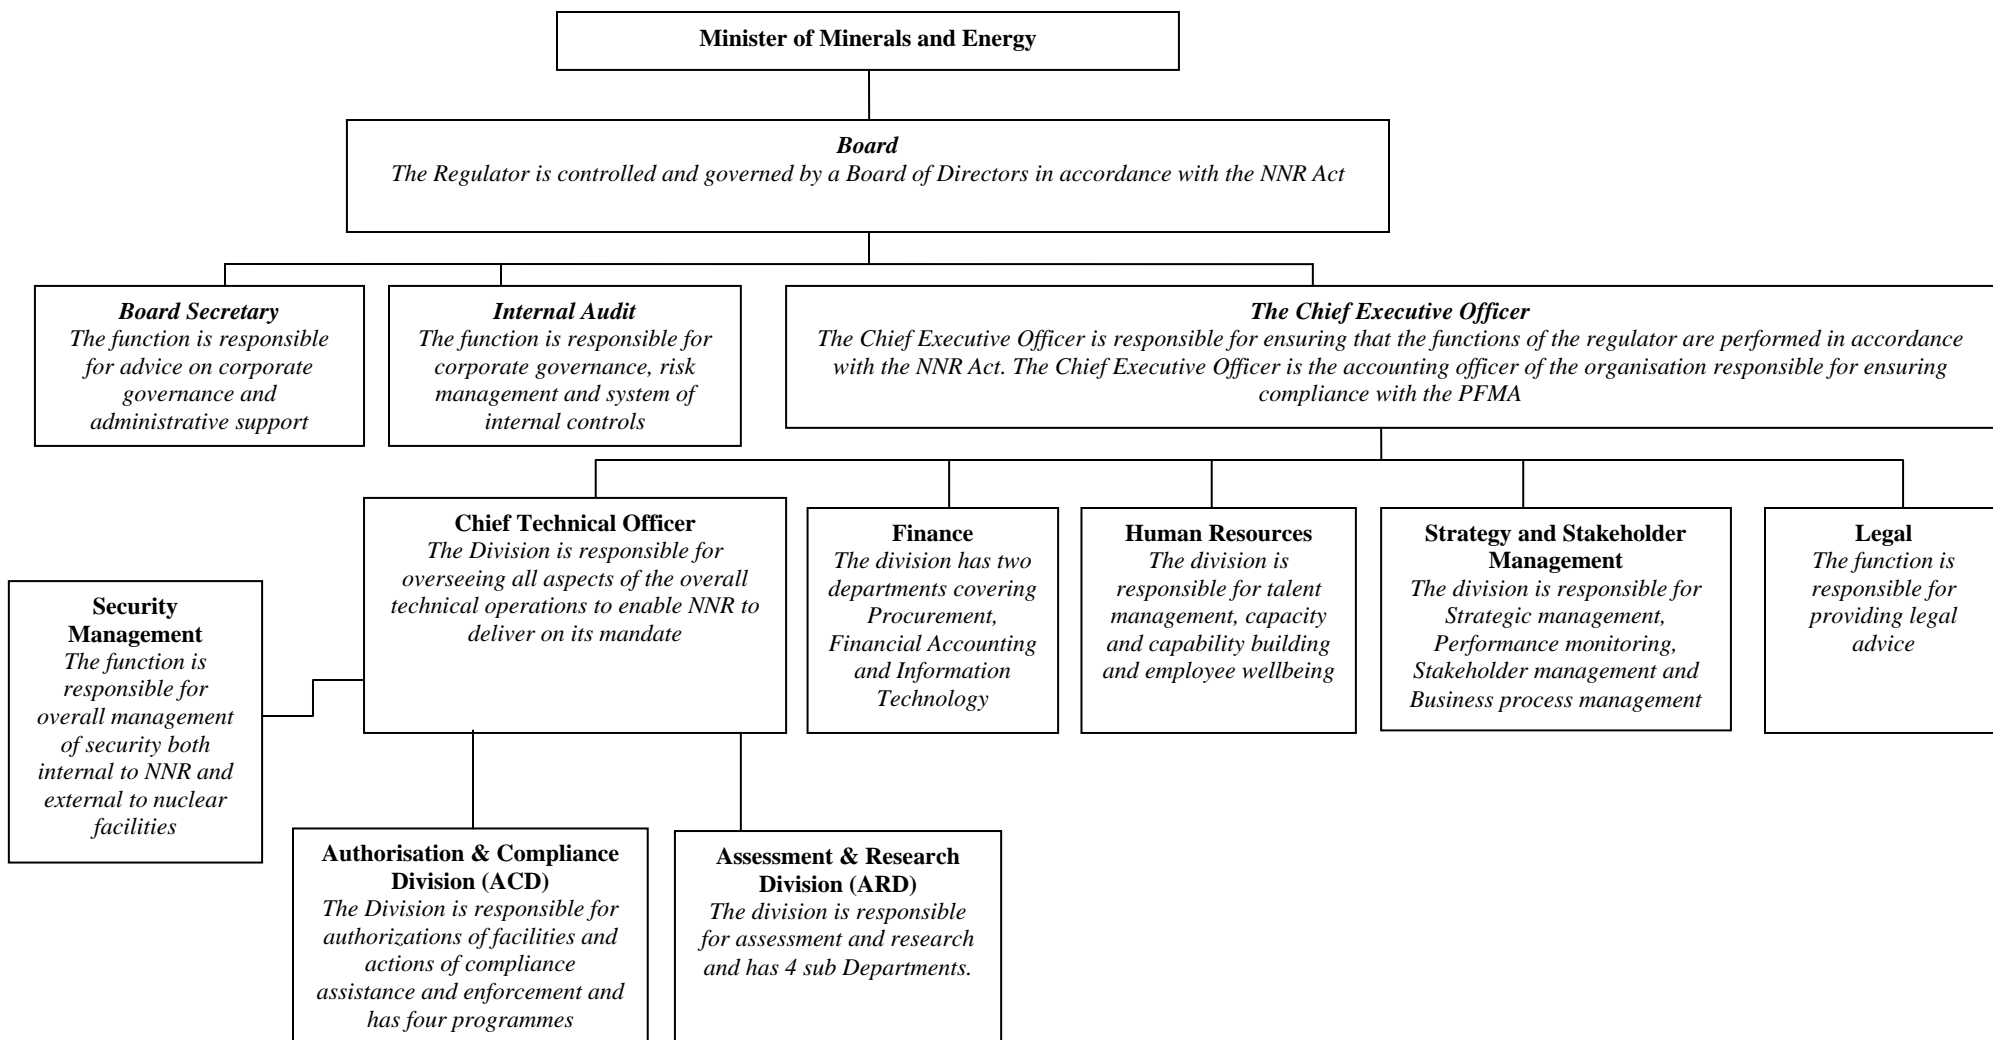 Minister of Minerals and Energy
Board
The Regulator is controlled and governed by a Board of Directors in accordance with the NNR Act
Board Secretary
The function is responsible
for advice on corporate
governance and
administrative support
Internal Audit
The function is responsible for
corporate governance, risk
management and system of
internal controls
The Chief Executive Officer
The Chief Executive Officer is responsible for ensuring that the functions of the regulator are performed in accordance
with the NNR Act. The Chief Executive Officer is the accounting officer of the organisation responsible for ensuring
compliance with the PFMA
Security
Management
The function is
responsible for
overall management
of security both
internal to NNR and
external to nuclear
facilities
Chief Technical Officer
The Division is responsible for
overseeing all aspects of the overall
technical operations to enable NNR to
deliver on its mandate
Finance
The division has two
departments covering
Procurement,
Financial Accounting
and Information
Technology
Human Resources
The division is
responsible for talent
management, capacity
and capability building
and employee wellbeing
Strategy and Stakeholder
Management
The division is responsible for
Strategic management,
Performance monitoring,
Stakeholder management and
Business process management
Legal
The function is
responsible for
providing legal
advice
Authorisation & Compliance
Division (ACD)
The Division is responsible for
authorizations of facilities and
actions of compliance
assistance and enforcement and
has four programmes
Assessment & Research
Division (ARD)
The division is responsible
for assessment and research
and has 4 sub Departments.